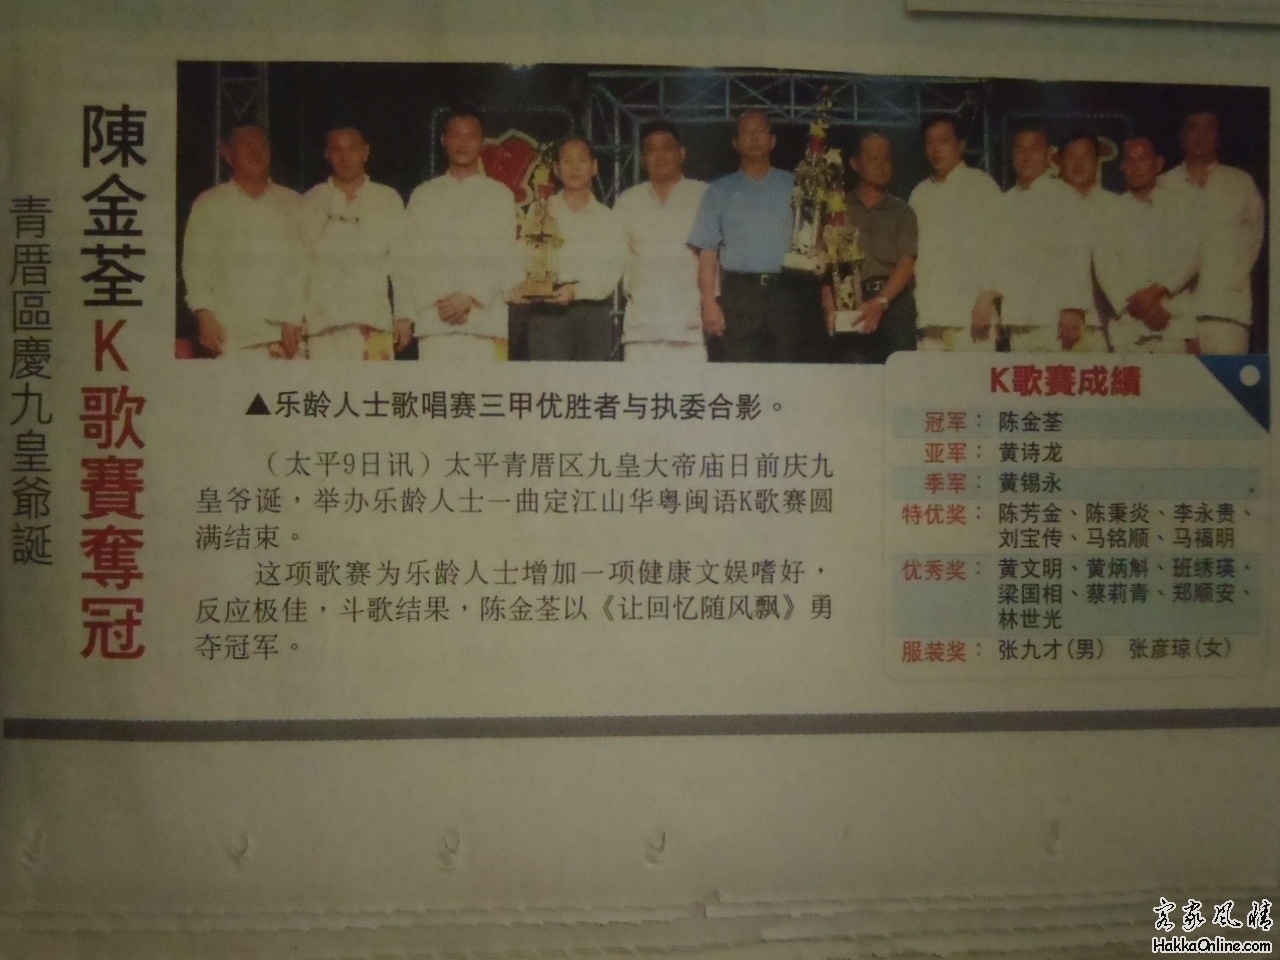 陳金荃K歌賽奪冠
青厝區慶九皇爺誕
▲乐龄人士歌唱赛三甲优胜者与执委合影。
（太平9日讯）太平青厝区九皇大帝庙日前庆九
皇爷诞，举办乐龄人士一曲定江山华粤闽语K歌赛圆
满结束。
这项歌赛为乐龄人士增加一项健康文娱嗜好，
反应极佳，斗歌结果，陈金荃以《让回忆随风飘》勇
夺冠军。
K歌賽成績
冠军：陈金荃
亚军：黄诗龙
季军：黄锡永
特优奖：陈芳金、陈秉炎、李永贵、
刘宝传、马铭顺、马福明
优秀奖：黄文明、黄炳斛、班绣瑛、
梁国相、蔡莉青、郑顺安、
林世光
服装奖：张九才(男) 张彦琼(女)
客家风情
HakkaOnline.com